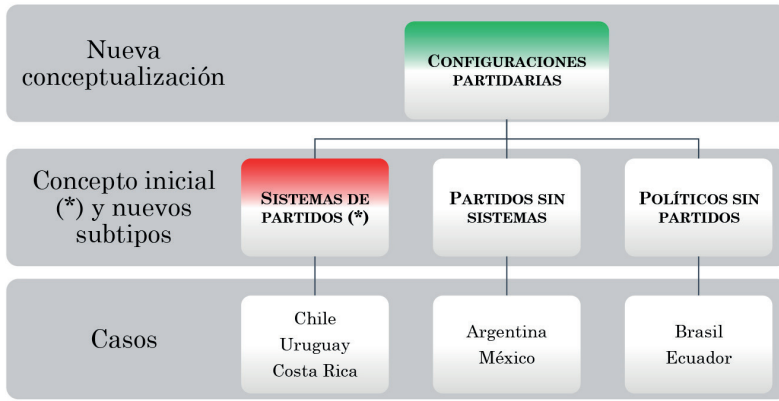 Nueva
conceptualización
CONFIGURACIONES
PARTIDARIAS
Concepto inicial
(*) y nuevos
subtipos
SISTEMAS DE
PARTIDOS (*)
PARTIDOS SIN
SISTEMAS
POLÍTICOS SIN
PARTIDOS
Casos
Chile
Uruguay
Costa Rica
Argentina
México
Brasil
Ecuador